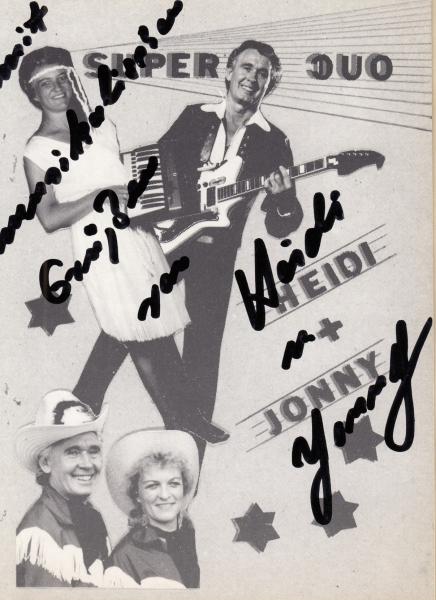 SUPER DUO
mit
musikalischen
Grüßen
von
Heidi
HEIDI
u.
+
JONNY
Jonny